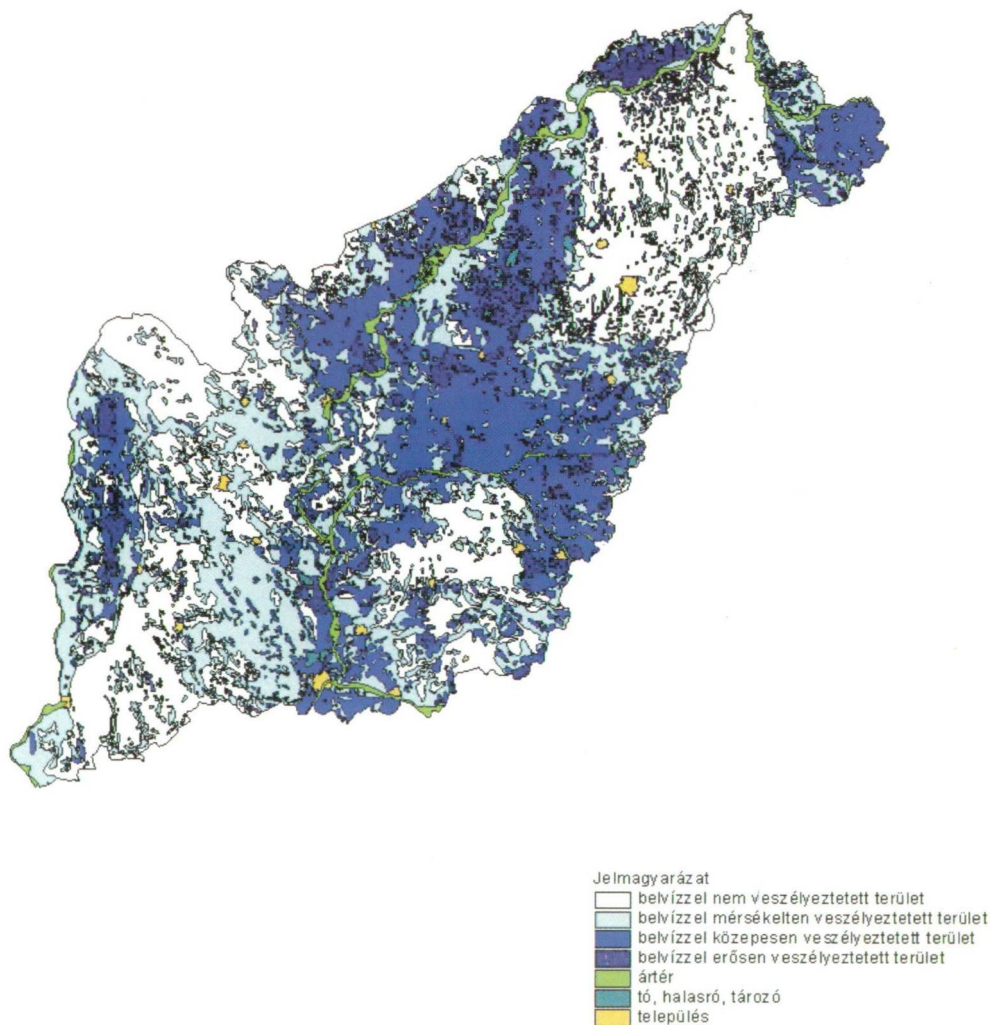 Jelmagyarázat
belvízzel nem veszélyeztetett terület
belvízzel mérsékelten veszélyeztetett terület
belvízzel közepesen veszélyeztetett terület
belvízzel erősen veszélyeztetett terület
ártér
tó, halasró, tározó
település